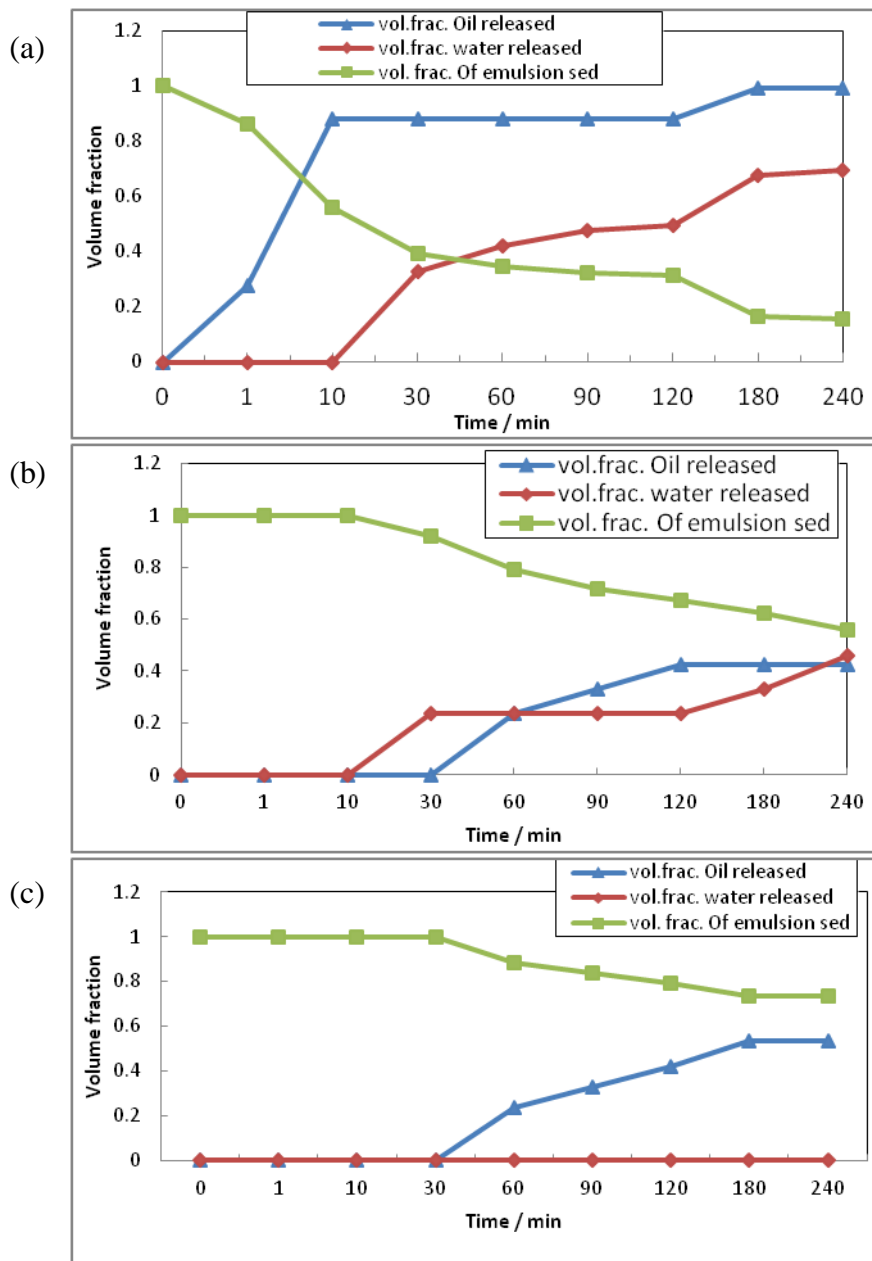 (a)
vol.frac. Oil released
vol.frac. water released
vol. frac. Of emulsion sed
1.2
1
0.8
0.6
0.4
0.2
0
Volume fraction
0 1 10 30 60 90 120 180 240
Time / min
(b)
vol.frac. Oil released
vol.frac. water released
vol. frac. Of emulsion sed
1.2
1
0.8
0.6
0.4
0.2
0
Volume fraction
0 1 10 30 60 90 120 180 240
Time / min
(c)
vol.frac. Oil released
vol.frac. water released
vol. frac. Of emulsion sed
1.2
1
0.8
0.6
0.4
0.2
0
Volume fraction
0 1 10 30 60 90 120 180 240
Time / min